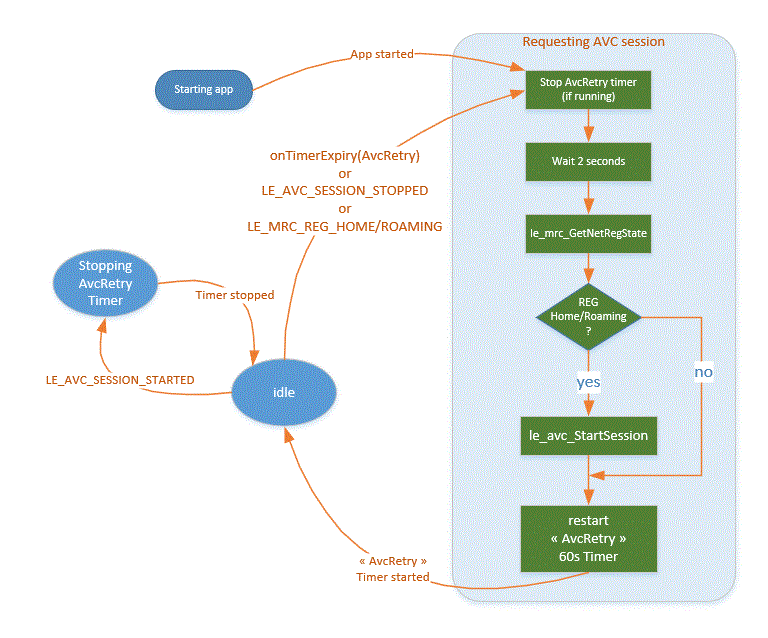 Requesting AVC session
App started
Starting app
Stop AvcRetry timer
(if running)
Wait 2 seconds
onTimerExpiry(AvcRetry)
or
LE_AVC_SESSION_STOPPED
or
LE_MRC_REG_HOME/ROAMING
le_mrc_GetNetRegState
Stopping
AvcRetry
Timer
Timer stopped
REG
Home/Roaming
?
no
yes
LE_AVC_SESSION_STARTED
idle
le_avc_StartSession
restart
« AvcRetry »
60s Timer
« AvcRetry »
Timer started